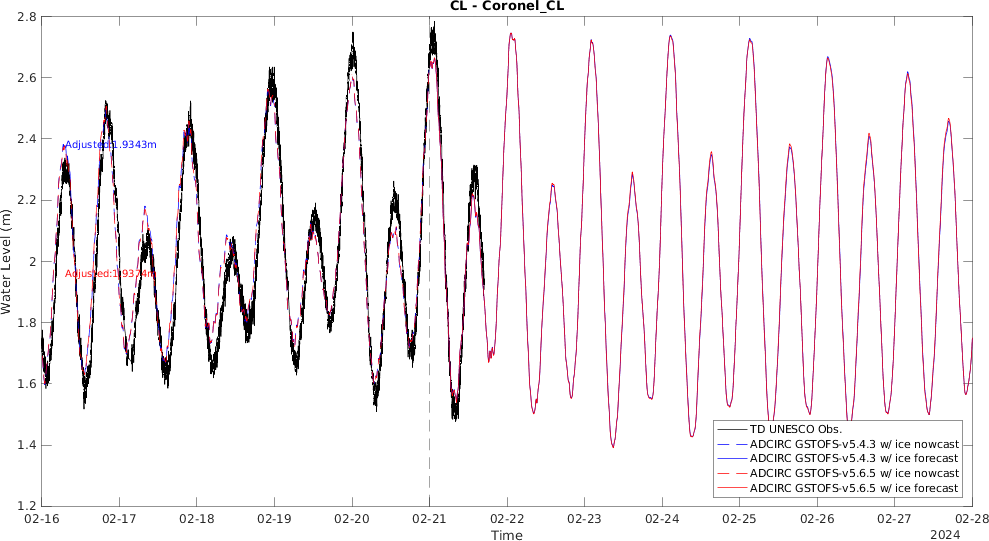 CL - Coronel_CL
2.8
2.6
2.4
2.2
2
1.8
1.6
1.4
1.2
Water Level (m)
Adjusted:1.9343m
Adjusted:1.9374m
TD UNESCO Obs.
ADCIRC GSTOFS-v5.4.3 w/ ice nowcast
ADCIRC GSTOFS-v5.4.3 w/ ice forecast
ADCIRC GSTOFS-v5.6.5 w/ ice nowcast
ADCIRC GSTOFS-v5.6.5 w/ ice forecast
02-16 02-17 02-18 02-19 02-20 02-21 02-22 02-23 02-24 02-25 02-26 02-27 02-28
Time
2024